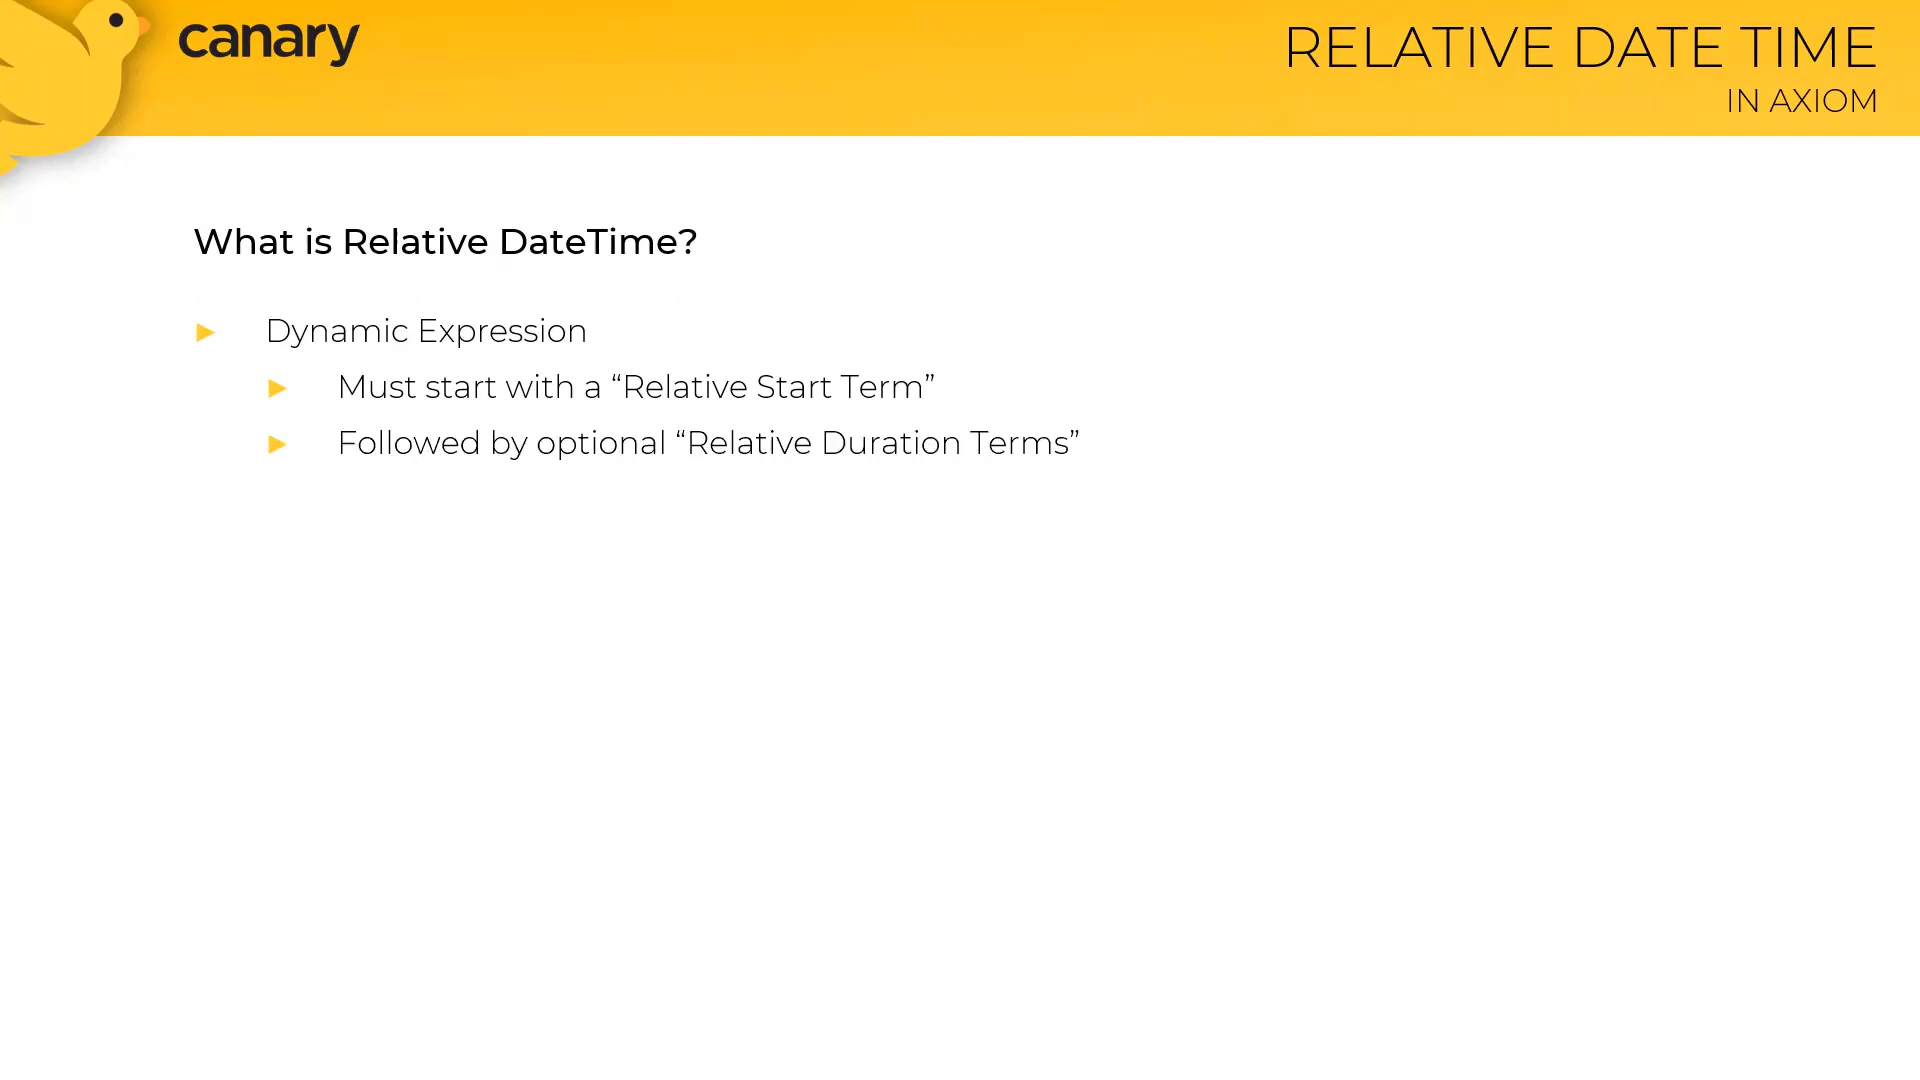 canary
RELATIVE DATE TIME
IN AXIOM
What is Relative DateTime?
Dynamic Expression
Must start with a “Relative Start Term”
Followed by optional “Relative Duration Terms”